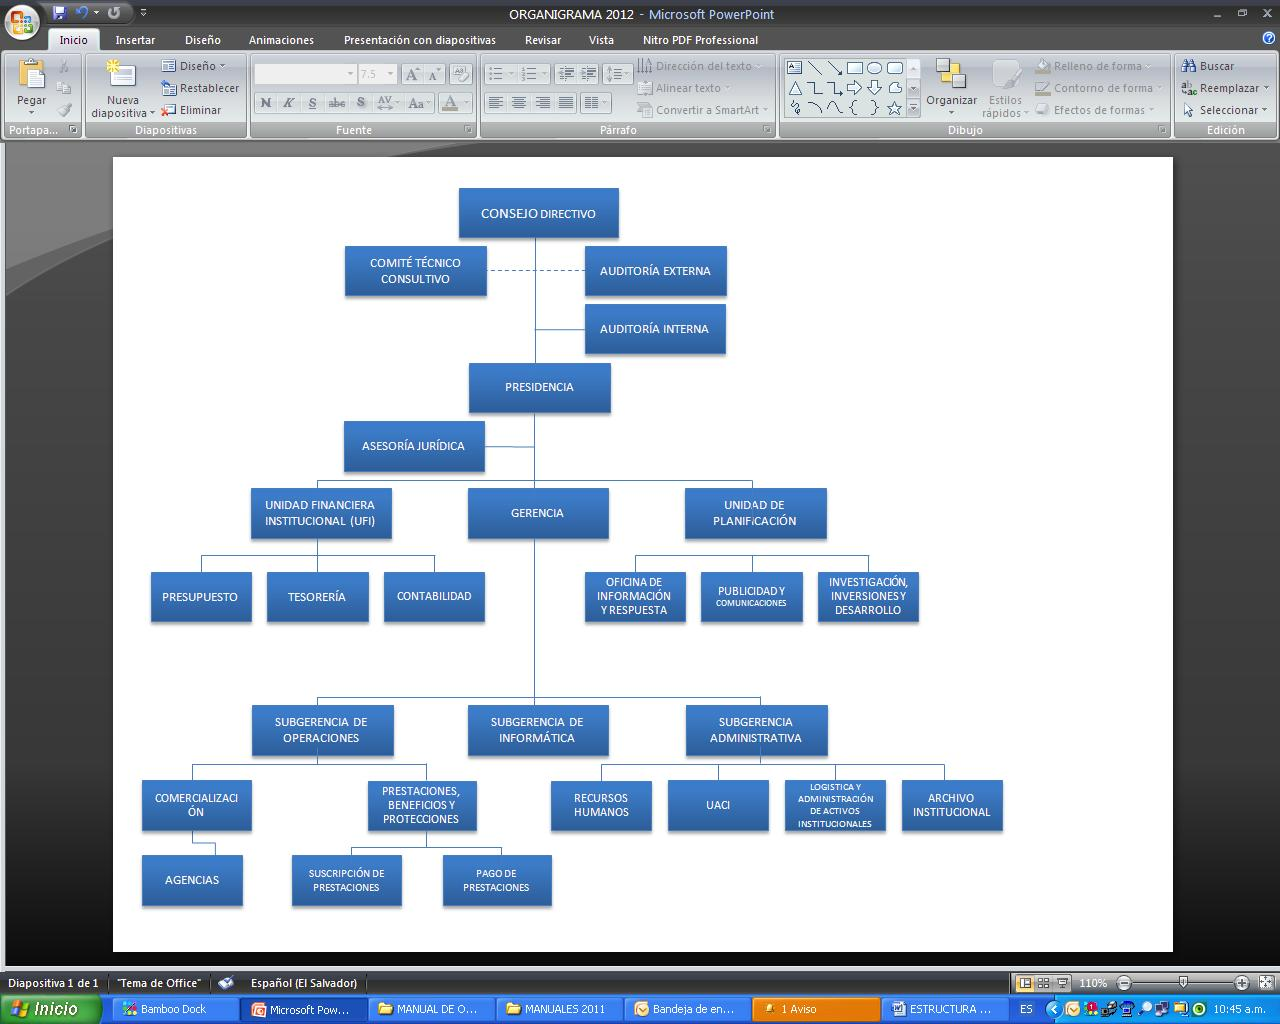 ORGANIGRAMA 2012 - Microsoft PowerPoint
Inicio
Insertar
Diseño
Animaciones
Presentación con diapositivas
Revisar
Vista
Nitro PDF Professional
Pegar
Portapa...
Nueva
diapositiva
Diseño
Restablecer
Eliminar
Diapositivas
7.5
N K S abc S AV Aa A
Fuente
Dirección del texto
Alinear texto
Convertir a SmartArt
Párrafo
Organizar
Estilos
rápidos
Relleno de forma
Contorno de forma
Efectos de formas
Dibujo
Buscar
Reemplazar
Seleccionar
Edición
CONSEJO DIRECTIVO
COMITÉ TÉCNICO
CONSULTIVO
AUDITORÍA EXTERNA
AUDITORÍA INTERNA
PRESIDENCIA
ASESORÍA JURÍDICA
UNIDAD FINANCIERA
INSTITUCIONAL (UFI)
GERENCIA
UNIDAD DE
PLANIFICACIÓN
PRESUPUESTO
TESORERÍA
CONTABILIDAD
OFICINA DE
INFORMACIÓN
Y RESPUESTA
PUBLICIDAD Y
COMUNICACIONES
INVESTIGACIÓN,
INVERSIONES Y
DESARROLLO
SUBGERENCIA DE
OPERACIONES
SUBGERENCIA DE
INFORMÁTICA
SUBGERENCIA
ADMINISTRATIVA
COMERCIALIZACI
ÓN
PRESTACIONES,
BENEFICIOS Y
PROTECCIONES
RECURSOS
HUMANOS
UACI
LOGISTICA Y
ADMINISTRACIÓN
DE ACTIVOS
INSTITUCIONALES
ARCHIVO
INSTITUCIONAL
AGENCIAS
SUSCRIPCIÓN DE
PRESTACIONES
PAGO DE
PRESTACIONES
Diapositiva 1 de 1
"Tema de Office"
Español (El Salvador)
110%
Inicio
Bamboo Dock
Microsoft Pow...
MANUAL DE O...
MANUALES 2011
Bandeja de en...
1 Aviso
ESTRUCTURA ...
ES
10:45 a.m.